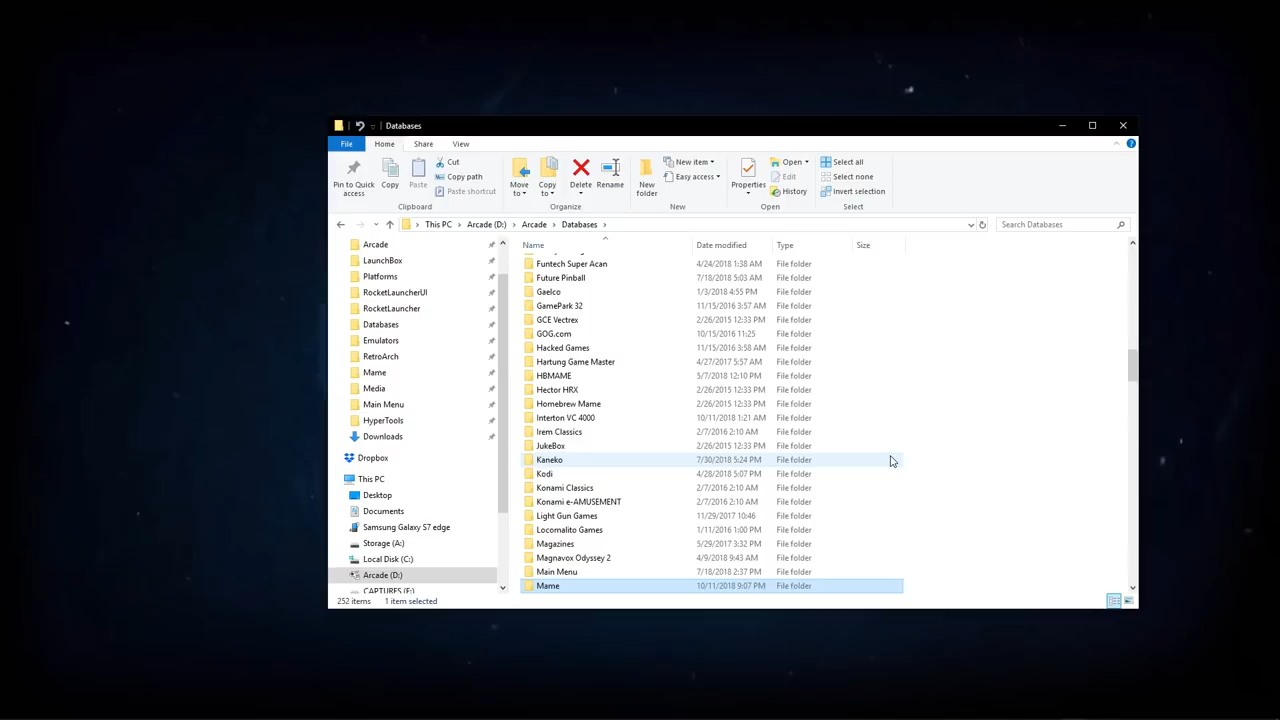 Databases
File Home Share View
Pin to Quick access
Copy
Paste
Cut
Copy path
Paste shortcut
Clipboard
Move to
Copy to
Delete
Rename
Organize
New folder
New item
Easy access
New
Properties
Open
Edit
History
Open
Select all
Select none
Invert selection
Select
This PC Arcade (D:) Arcade Databases
Search Databases
Arcade
LaunchBox
Platforms
RocketLauncherUI
RocketLauncher
Databases
Emulators
RetroArch
Mame
Media
Main Menu
HyperTools
Downloads
Dropbox
This PC
Desktop
Documents
Samsung Galaxy S7 edge
Storage (A:)
Local Disk (C:)
Arcade (D:)
CAPTURES (F:)
Name Date modified Type Size
Funtech Super Acan 4/24/2018 1:38 AM File folder
Future Pinball 7/18/2018 5:03 AM File folder
Gaelco 1/3/2018 4:55 PM File folder
GamePark 32 11/15/2016 3:57 AM File folder
GCE Vectrex 2/26/2015 12:33 PM File folder
GOG.com 10/15/2016 11:25 File folder
Hacked Games 11/15/2016 3:58 AM File folder
Hartung Game Master 4/27/2017 5:57 AM File folder
HBMAME 5/7/2018 12:10 PM File folder
Hector HRX 2/26/2015 12:33 PM File folder
Homebrew Mame 2/26/2015 12:33 PM File folder
Interton VC 4000 10/11/2018 1:21 AM File folder
Irem Classics 2/7/2016 2:10 AM File folder
JukeBox 2/26/2015 12:33 PM File folder
Kaneko 7/30/2018 5:24 PM File folder
Kodi 4/28/2018 5:07 PM File folder
Konami Classics 2/7/2016 2:10 AM File folder
Konami e-AMUSEMENT 2/7/2016 2:10 AM File folder
Light Gun Games 11/29/2017 10:46 File folder
Locomalito Games 1/11/2016 1:00 PM File folder
Magazines 5/29/2017 3:32 PM File folder
Magnavox Odyssey 2 4/9/2018 9:43 AM File folder
Main Menu 7/18/2018 2:37 PM File folder
Mame 10/11/2018 9:07 PM File folder
252 items 1 item selected